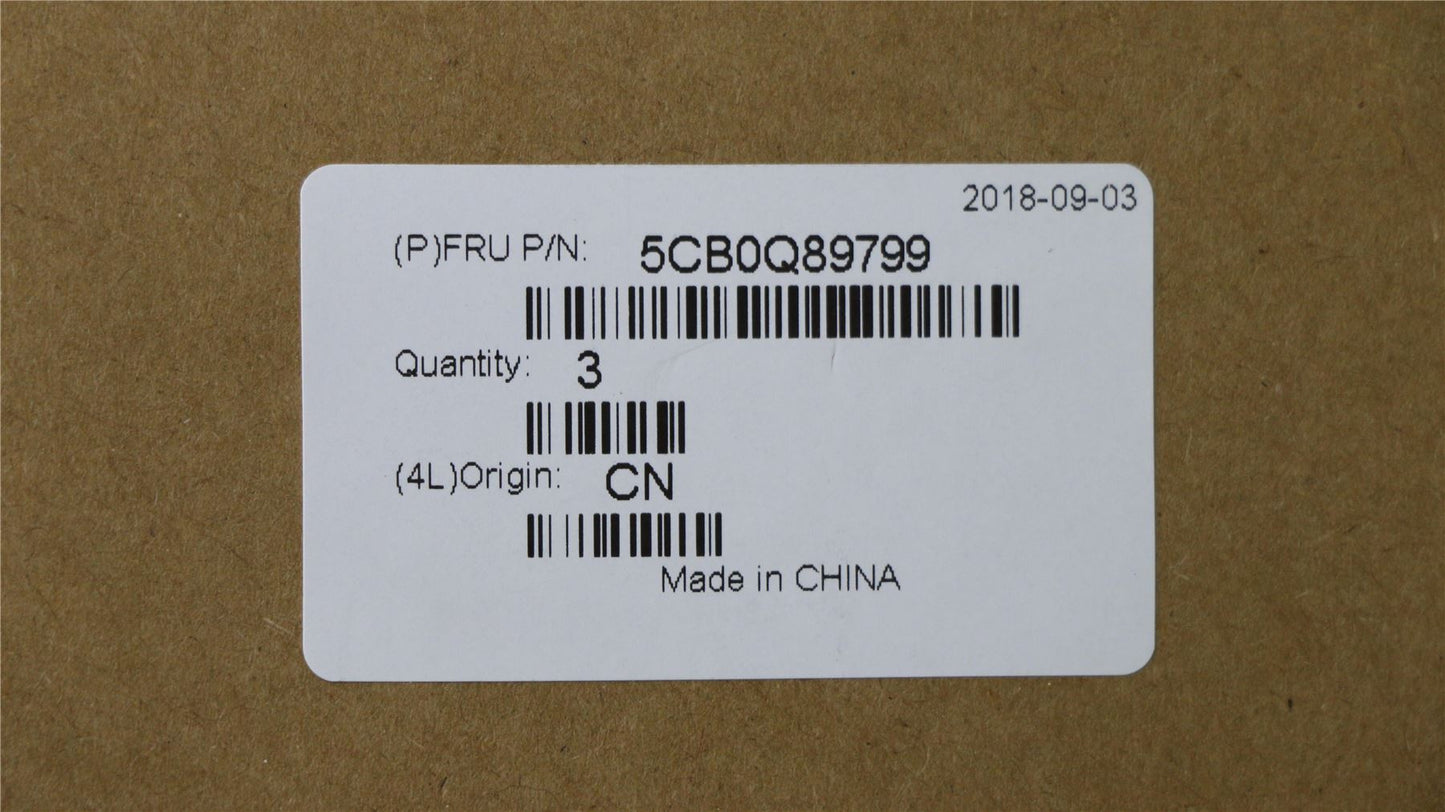 2018-09-03
(P)FRU P/N: 5CB0Q89799
Quantity: 3
(4L)Origin: CN
Made in CHINA